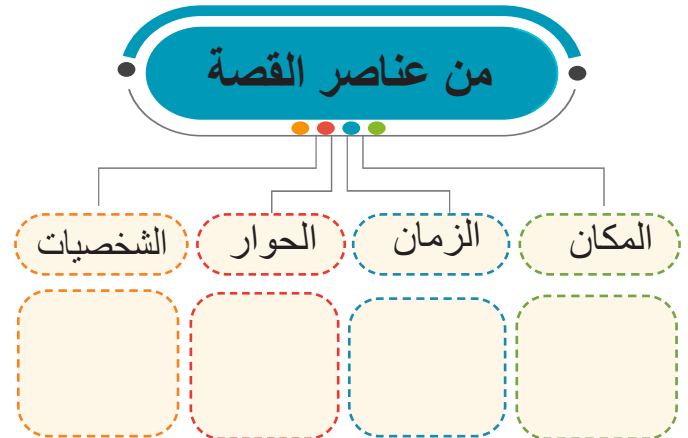 من عناصر القصة
المكان
الزمان
الحوار
الشخصيات